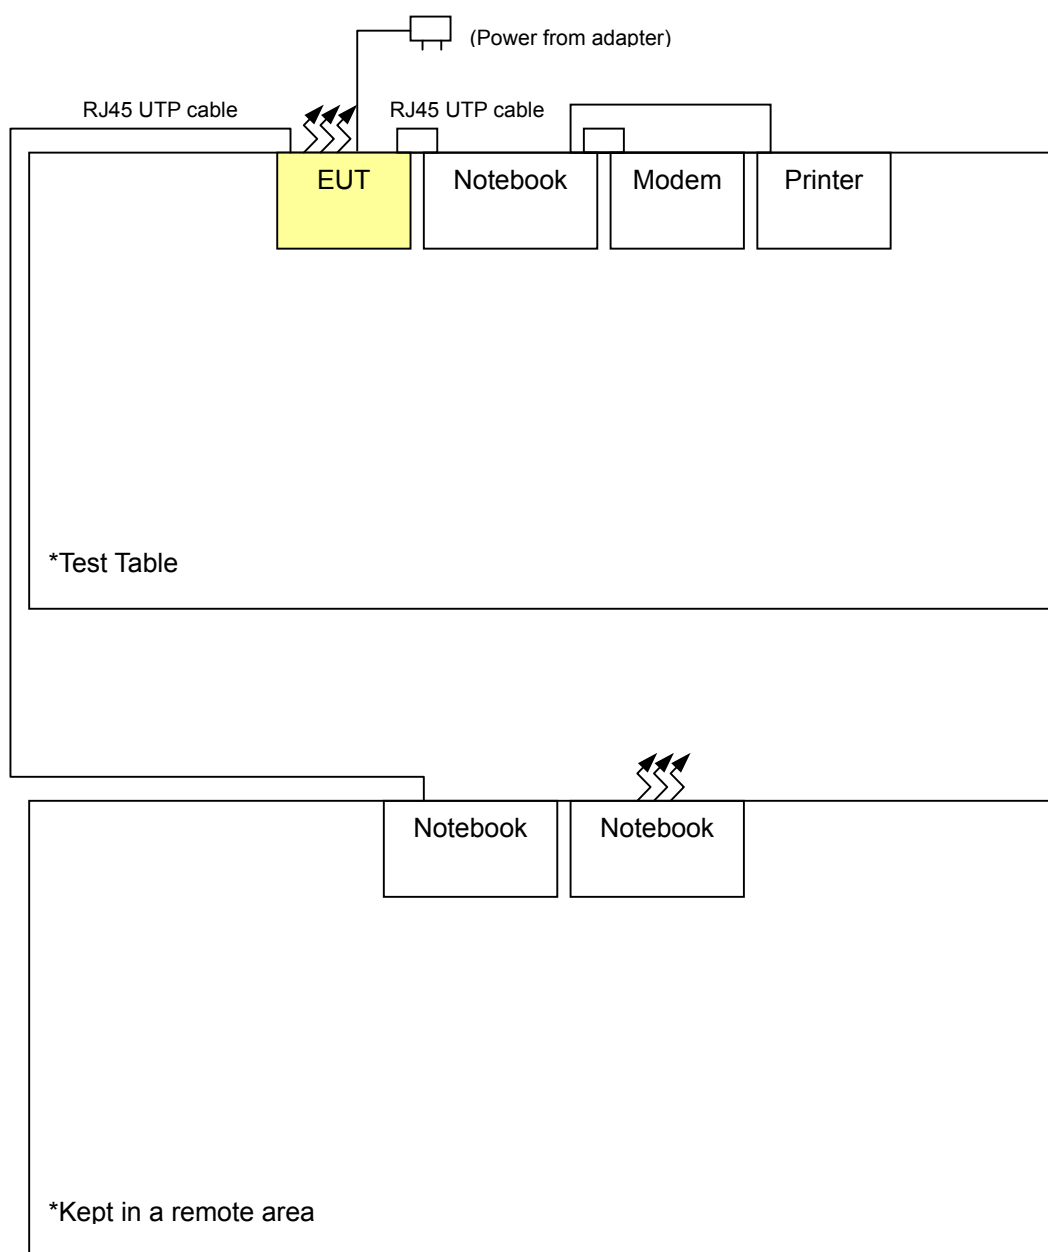 (Power from adapter)
RJ45 UTP cable
RJ45 UTP cable
EUT
Notebook
Modem
Printer
*Test Table
Notebook
Notebook
*Kept in a remote area